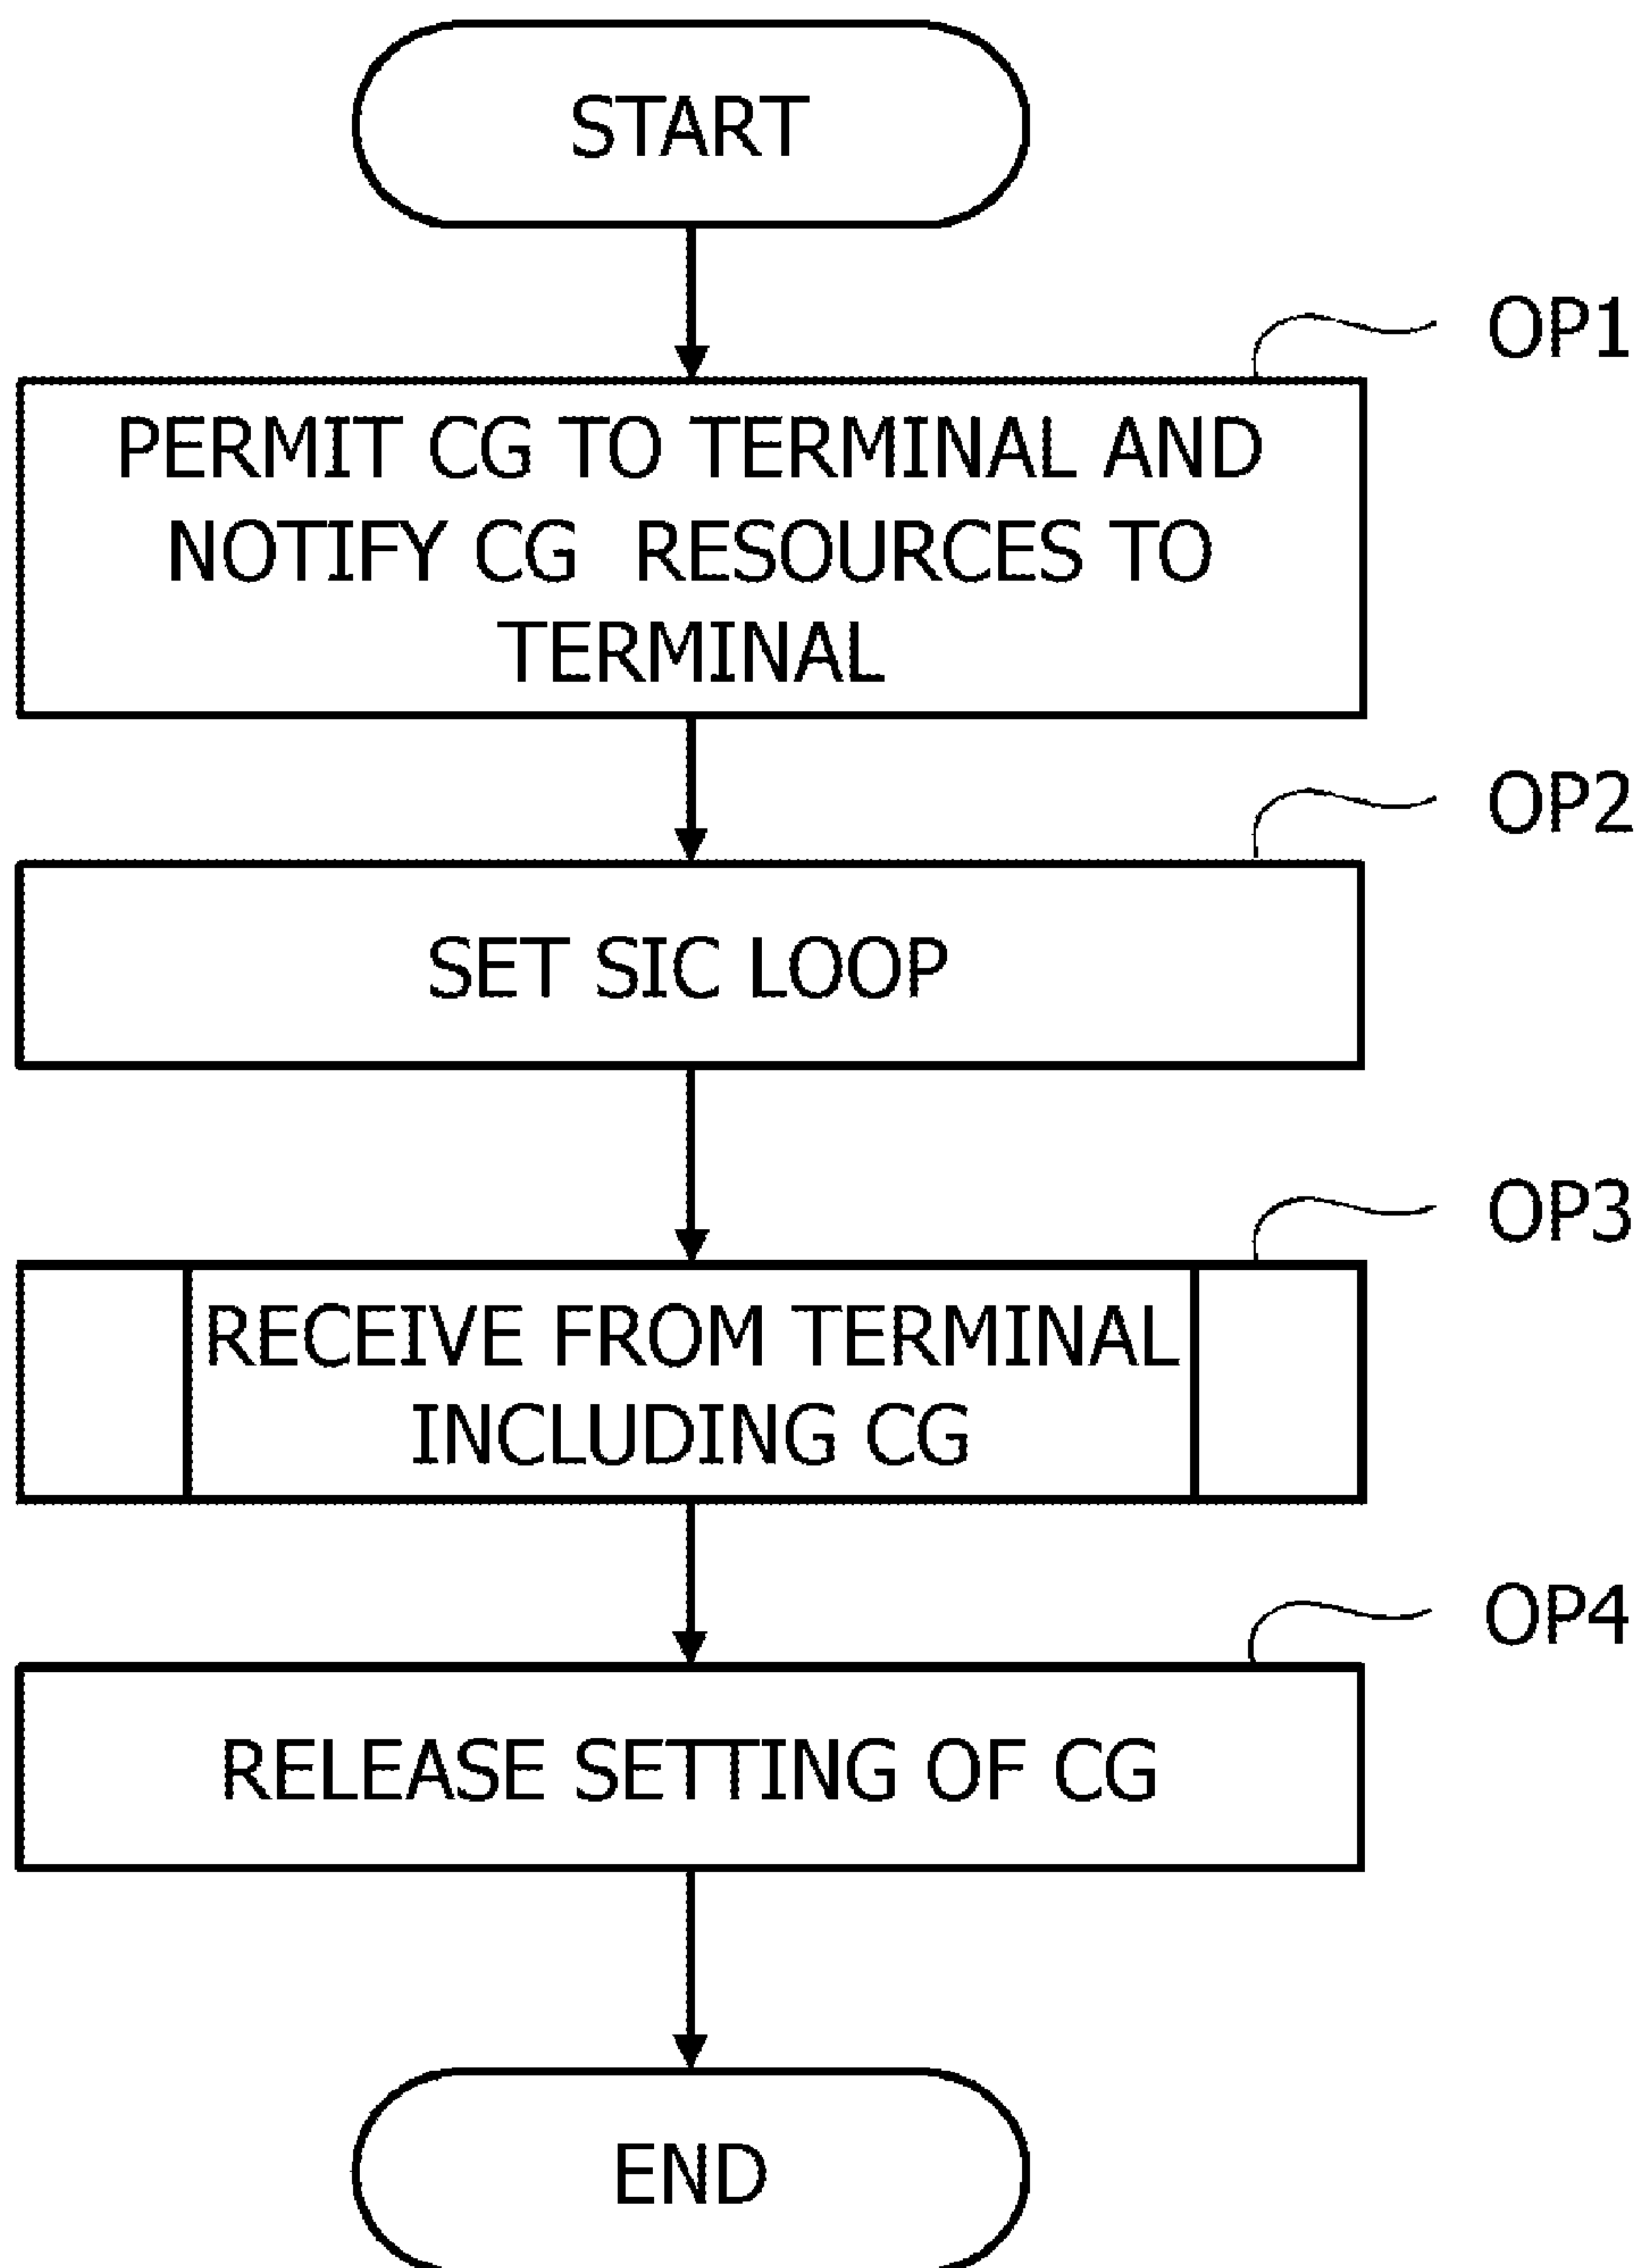 START
OP1
PERMIT CG TO TERMINAL AND
NOTIFY CG RESOURCES TO
TERMINAL
OP2
SET SIC LOOP
OP3
RECEIVE FROM TERMINAL
INCLUDING CG
OP4
RELEASE SETTING OF CG
END